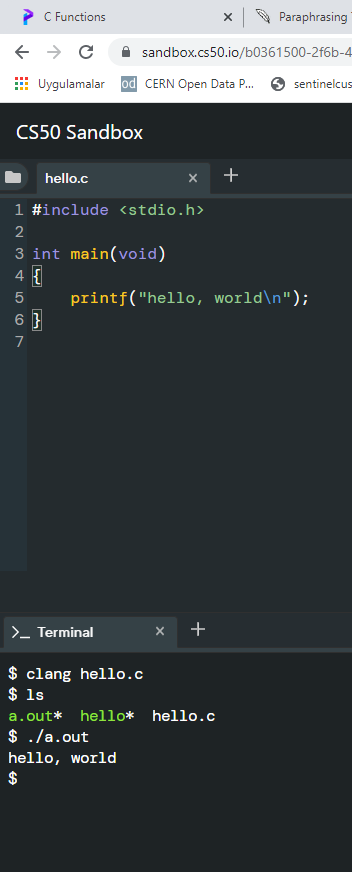 C Functions × Paraphrasing
sandbox.cs50.io/b0361500-2f6b-4
Uygulamalar od CERN Open Data P... sentinelcus
CS50 Sandbox
hello.c × +
1 #include <stdio.h>
2
3 int main(void)
4 {
5 printf("hello, world\n");
6 }
7
>_ Terminal × +
$ clang hello.c
$ ls
a.out* hello* hello.c
$ ./a.out
hello, world
$